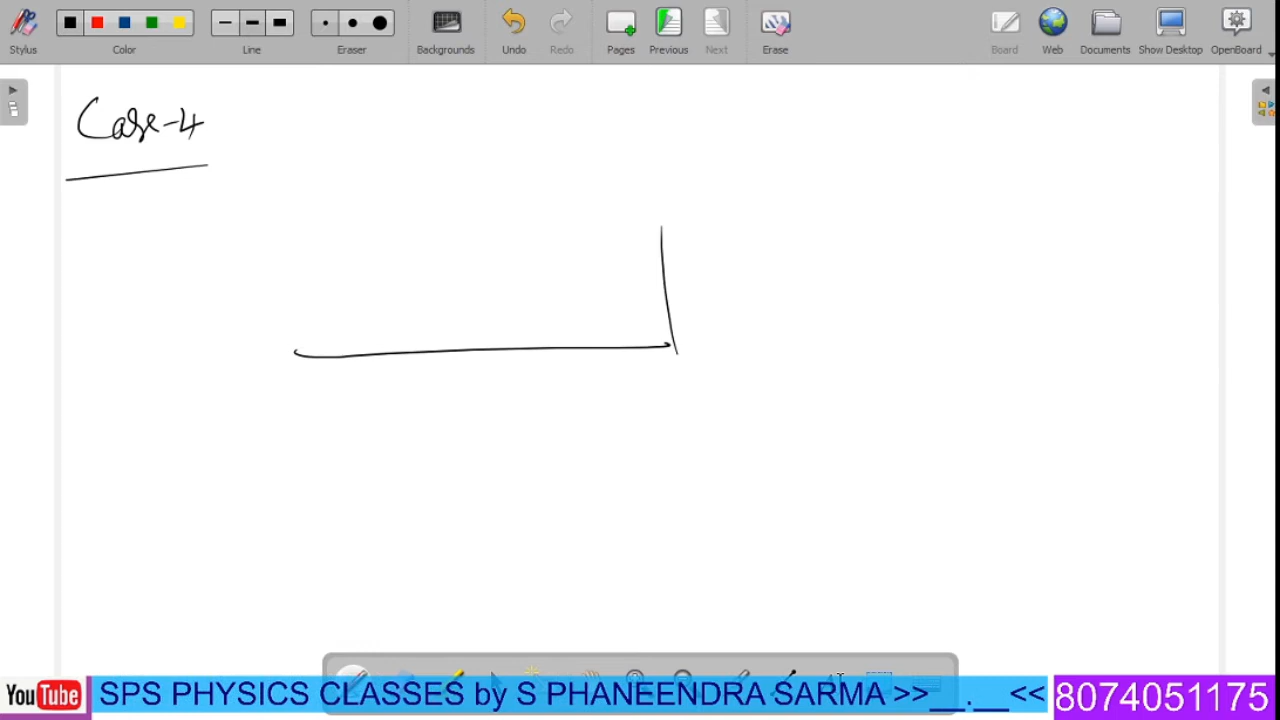 Stylus Color Line Eraser Backgrounds Undo Redo Pages Previous Next Erase Board Web Documents Show Desktop OpenBoard
Case-4
YouTube SPS PHYSICS CLASSES by S PHANEENDRA SARMA >>__.__<< 8074051175